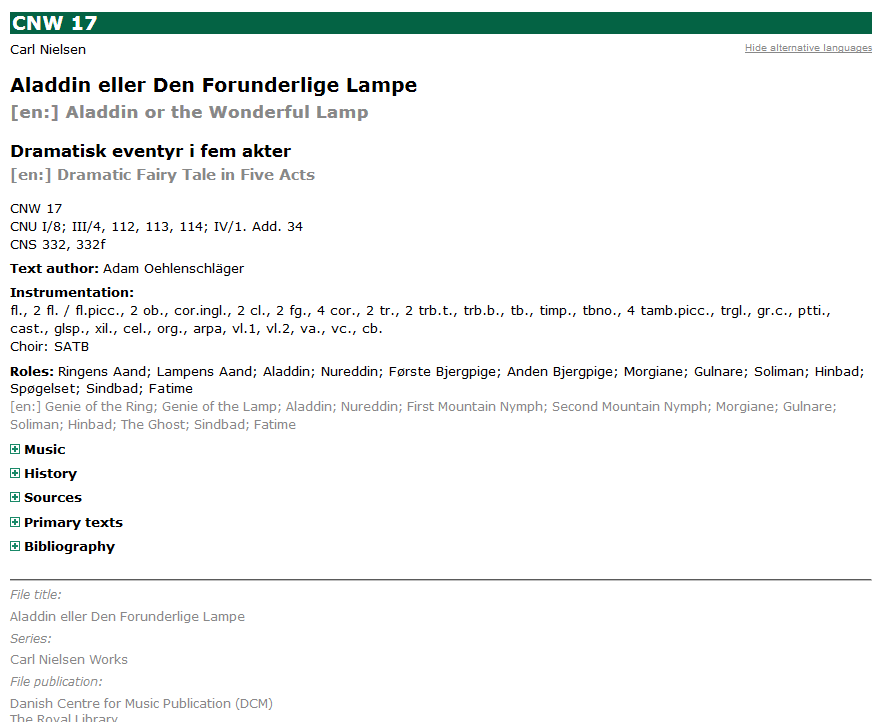 CNW 17
Carl Nielsen
Hide alternative languages
Aladdin eller Den Forunderlige Lampe
[en:] Aladdin or the Wonderful Lamp
Dramatisk eventyr i fem akter
[en:] Dramatic Fairy Tale in Five Acts
CNW 17
CNU I/8; III/4, 112, 113, 114; IV/1. Add. 34
CNS 332, 332f
Text author: Adam Oehlenschläger
Instrumentation:
fl., 2 fl. / fl.picc., 2 ob., cor.ingl., 2 cl., 2 fg., 4 cor., 2 tr., 2 trb.t., trb.b., tb., timp., tbno., 4 tamb.picc., trgl., gr.c., ptti.,
cast., glsp., xil., cel., org., arpa, vl.1, vl.2, va., vc., cb.
Choir: SATB
Roles: Ringens Aand; Lampens Aand; Aladdin; Nureddin; Første Bjergpige; Anden Bjergpige; Morgiane; Gulnare; Soliman; Hinbad;
Spøgelset; Sindbad; Fatime
[en:] Genie of the Ring; Genie of the Lamp; Aladdin; Nureddin; First Mountain Nymph; Second Mountain Nymph; Morgiane; Gulnare;
Soliman; Hinbad; The Ghost; Sindbad; Fatime
Music
History
Sources
Primary texts
Bibliography
File title:
Aladdin eller Den Forunderlige Lampe
Series:
Carl Nielsen Works
File publication:
Danish Centre for Music Publication (DCM)
The Royal Library